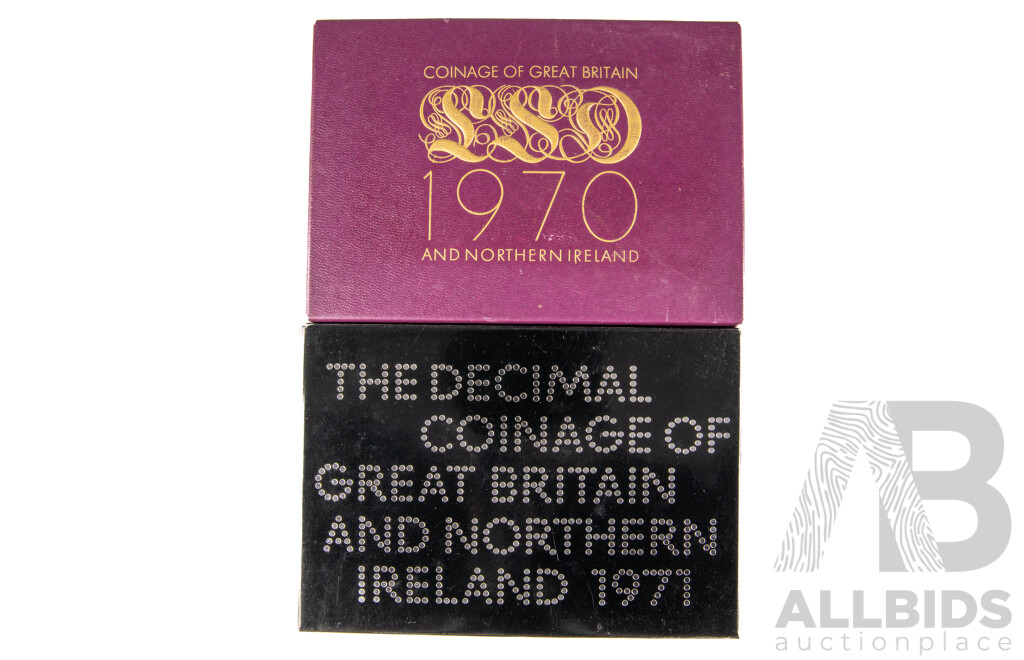 COINAGE OF GREAT BRITAIN
LSD
1970
AND NORTHERN IRELAND
THE DECIMAL
COINAGE OF
GREAT BRITAIN
AND NORTHERN
IRELAND 1971
AB
ALLBIDS
auctionplace